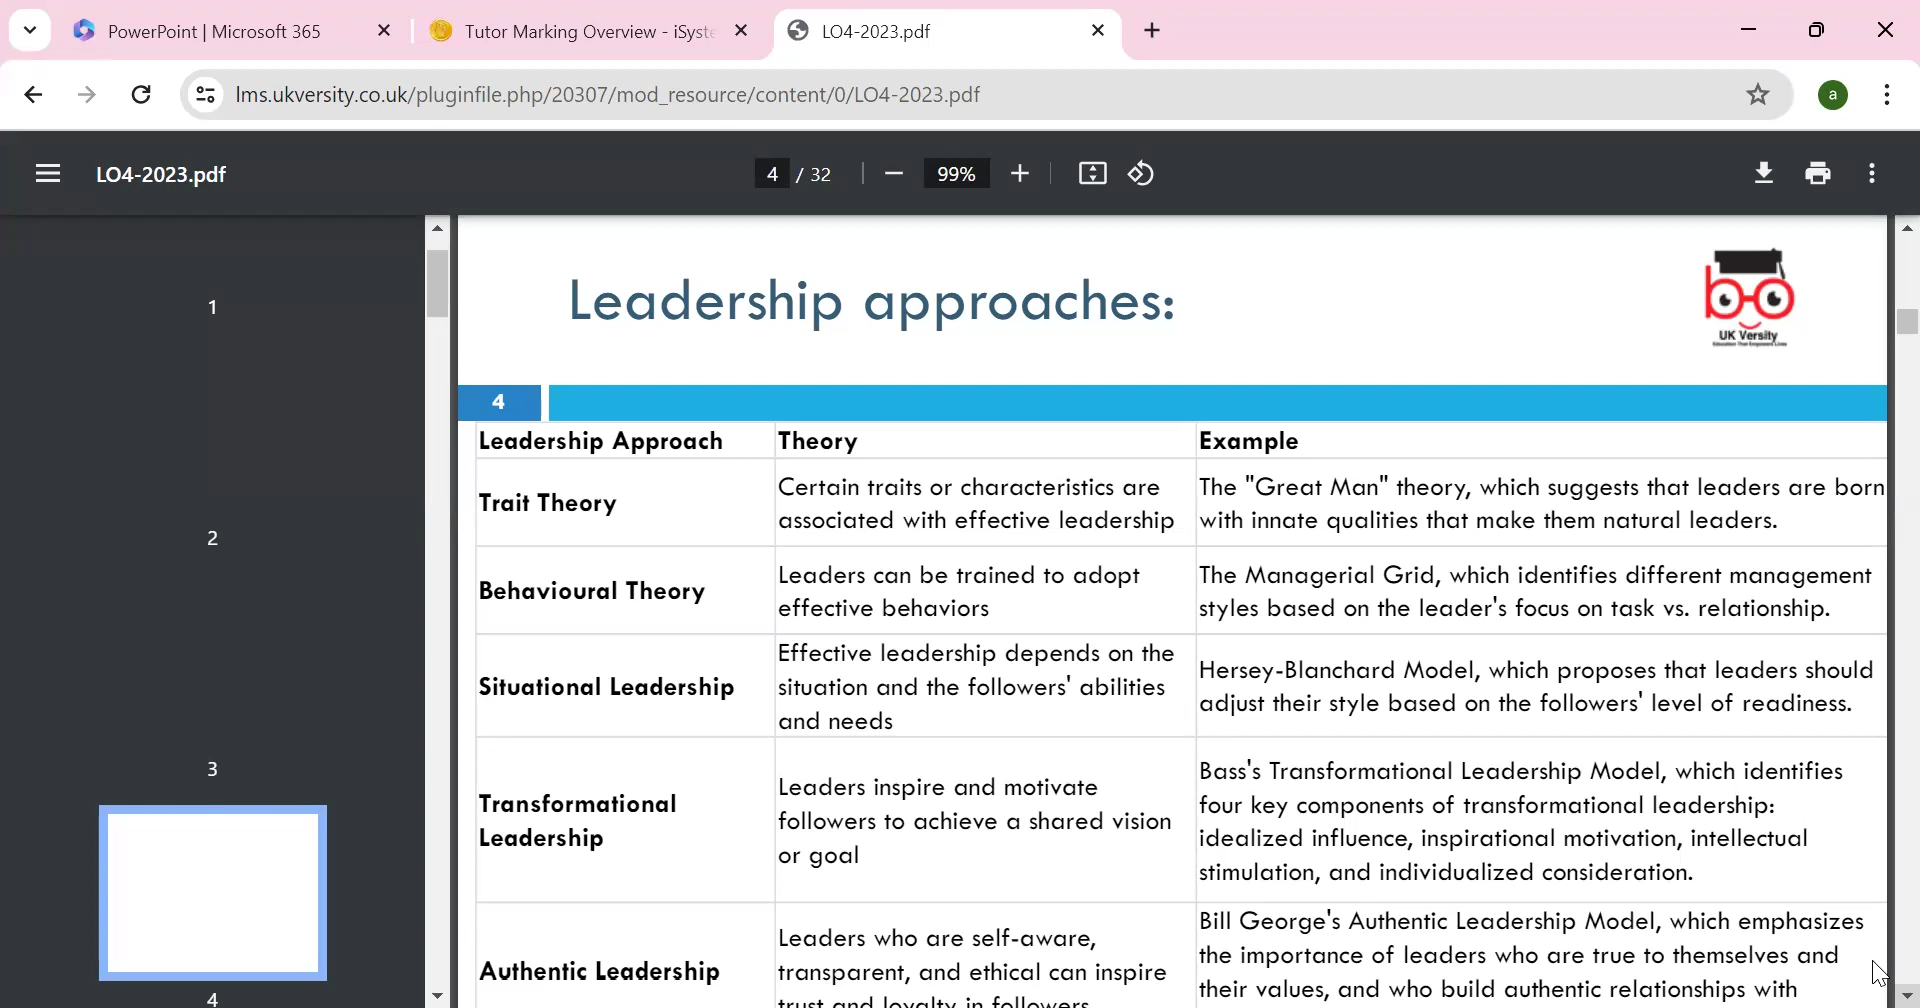 PowerPoint | Microsoft 365
Tutor Marking Overview - iSyste
LO4-2023.pdf
lms.ukversity.co.uk/pluginfile.php/20307/mod_resource/content/0/LO4-2023.pdf
a
LO4-2023.pdf
4 / 32
99%
1
2
3
4
Leadership approaches:
UK Versity
Education That Empowers Lives
4
Leadership Approach Theory Example
Trait Theory
Certain traits or characteristics are
associated with effective leadership
The "Great Man" theory, which suggests that leaders are born
with innate qualities that make them natural leaders.
Behavioural Theory
Leaders can be trained to adopt
effective behaviors
The Managerial Grid, which identifies different management
styles based on the leader's focus on task vs. relationship.
Situational Leadership
Effective leadership depends on the
situation and the followers' abilities
and needs
Hersey-Blanchard Model, which proposes that leaders should
adjust their style based on the followers' level of readiness.
Transformational
Leadership
Leaders inspire and motivate
followers to achieve a shared vision
or goal
Bass's Transformational Leadership Model, which identifies
four key components of transformational leadership:
idealized influence, inspirational motivation, intellectual
stimulation, and individualized consideration.
Authentic Leadership
Leaders who are self-aware,
transparent, and ethical can inspire
trust and loyalty in followers
Bill George's Authentic Leadership Model, which emphasizes
the importance of leaders who are true to themselves and
their values, and who build authentic relationships with